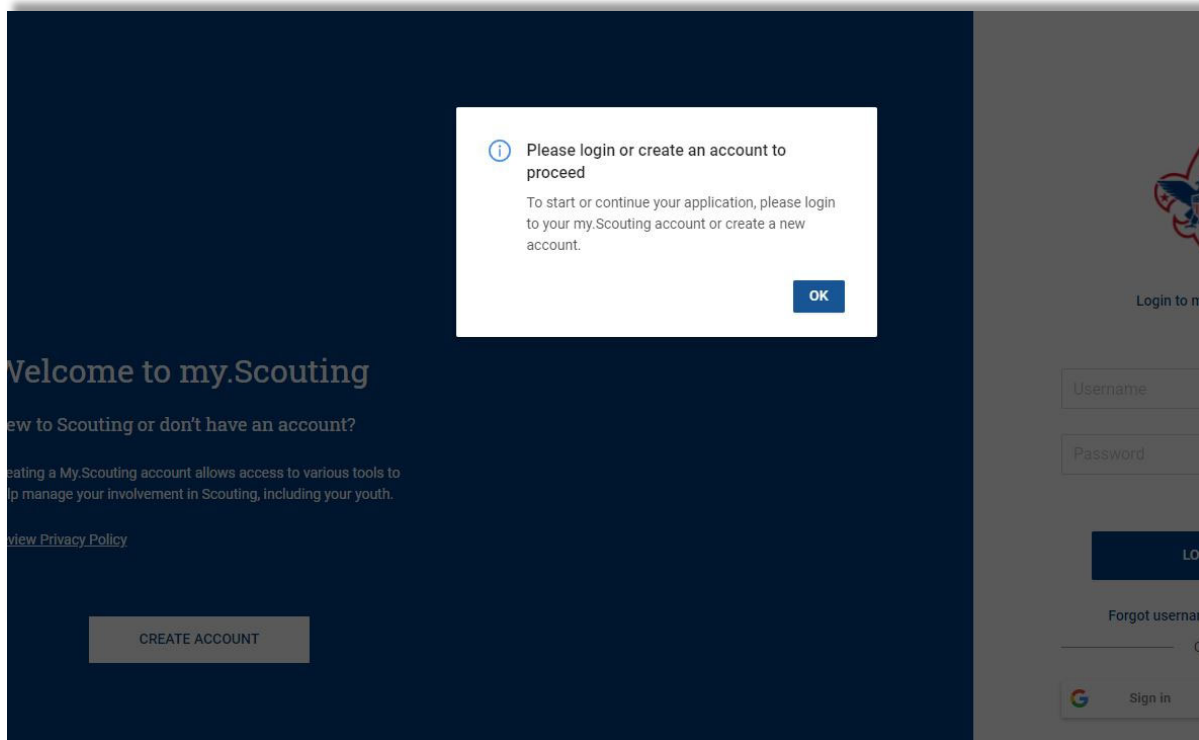 Please login or create an account to
proceed
To start or continue your application, please login
to your my.Scouting account or create a new
account.
OK
Welcome to my.Scouting
ew to Scouting or don't have an account?
eating a My.Scouting account allows access to various tools to
lp manage your involvement in Scouting, including your youth.
view Privacy Policy
CREATE ACCOUNT
Login to m
Username
Password
LO
Forgot userna
Sign in